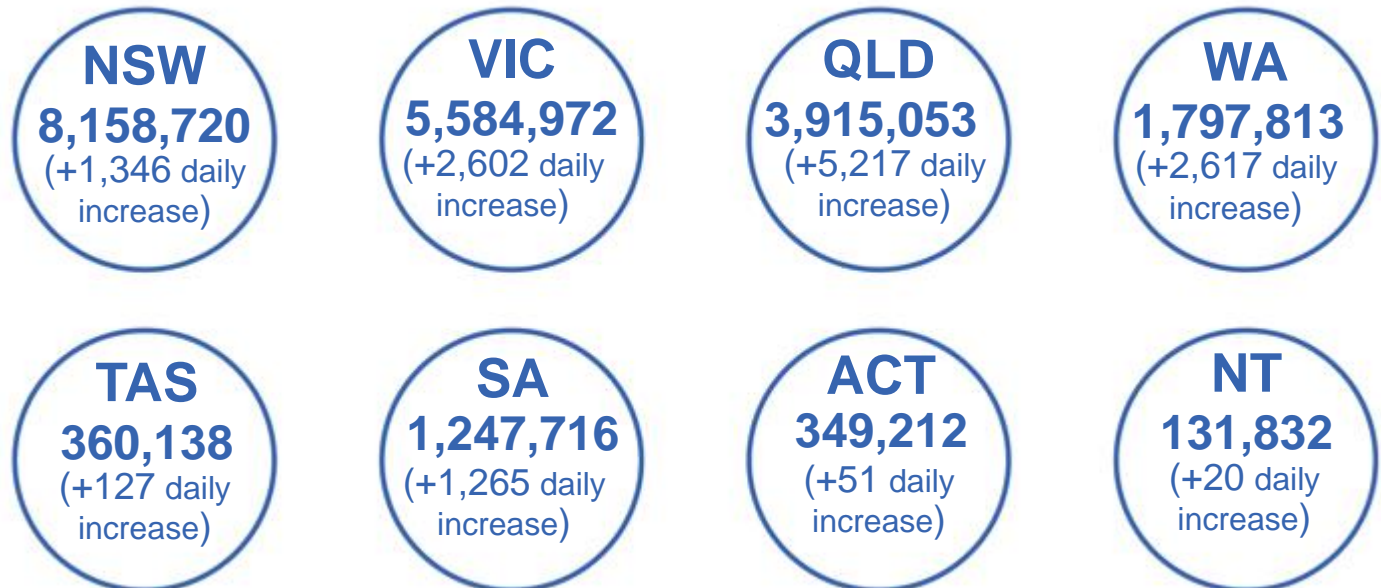 NSW
8,158,720
(+1,346 daily
increase)
VIC
5,584,972
(+2,602 daily
increase)
QLD
3,915,053
(+5,217 daily
increase)
WA
1,797,813
(+2,617 daily
increase)
TAS
360,138
(+127 daily
increase)
SA
1,247,716
(+1,265 daily
increase)
ACT
349,212
(+51 daily
increase)
NT
131,832
(+20 daily
increase)